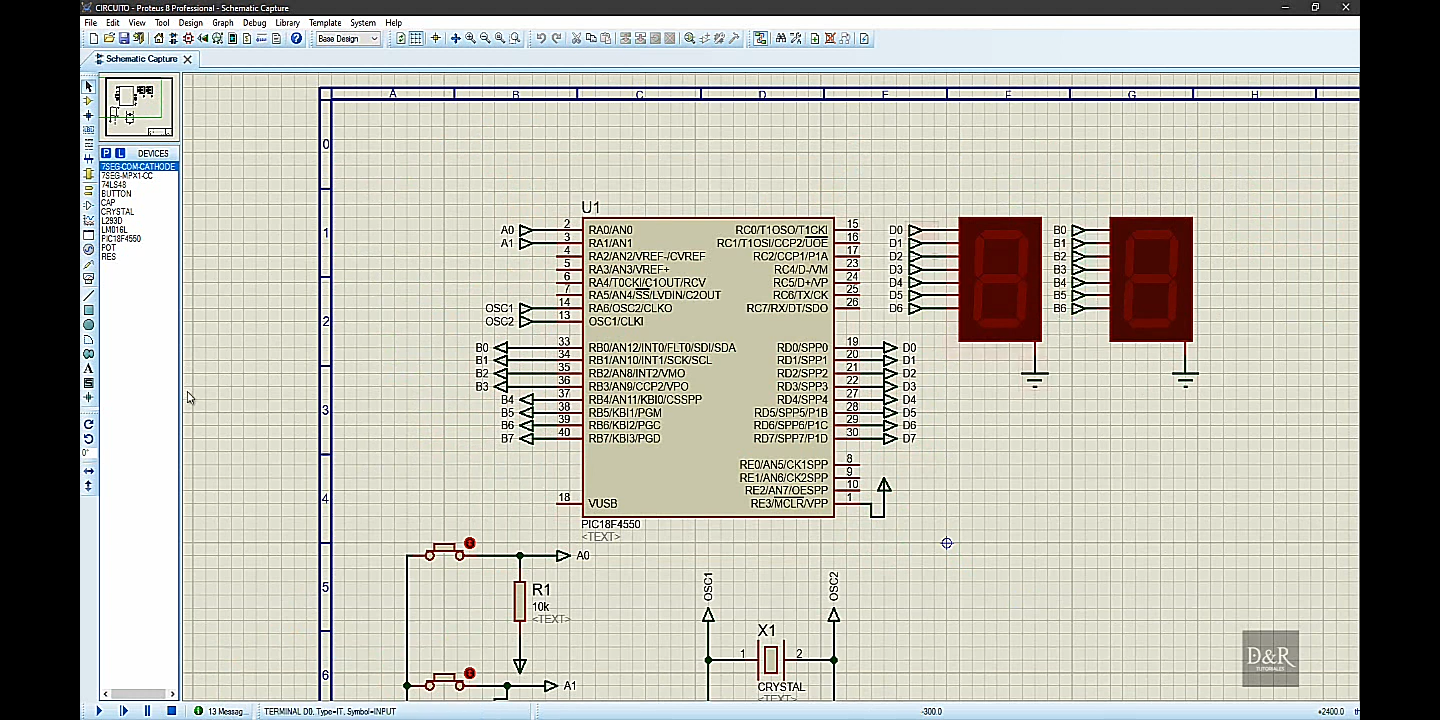 CIRCUITO - Proteus 8 Professional - Schematic Capture
File Edit View Tool Design Graph Debug Library Template System Help
Base Design
Schematic Capture
A B C D E F G H
0
1
2
3
4
5
6
P L DEVICES
7SEG-COM-CATHODE
7SEG-MPX1-CC
74LS48
BUTTON
CAP
CRYSTAL
L293D
LM016L
PIC18F4550
POT
RES
U1
A0 2 RA0/AN0
A1 3 RA1/AN1
4 RA2/AN2/VREF-/CVREF
5 RA3/AN3/VREF+
6 RA4/T0CKI/C1OUT/RCV
7 RA5/AN4/SS/LVDIN/C2OUT
OSC1 14 RA6/OSC2/CLKO
OSC2 13 OSC1/CLKI
B0 33 RB0/AN12/INT0/FLT0/SDI/SDA
B1 34 RB1/AN10/INT1/SCK/SCL
B2 35 RB2/AN8/INT2/VMO
B3 36 RB3/AN9/CCP2/VPO
B4 37 RB4/AN11/KBI0/CSSPP
B5 38 RB5/KBI1/PGM
B6 39 RB6/KBI2/PGC
B7 40 RB7/KBI3/PGD
18 VUSB
RC0/T1OSO/T1CKI 15
RC1/T1OSI/CCP2/UOE 16
RC2/CCP1/P1A 17
RC4/D-/VM 23
RC5/D+/VP 24
RC6/TX/CK 25
RC7/RX/DT/SDO 26
RD0/SPP0 19 D0
RD1/SPP1 20 D1
RD2/SPP2 21 D2
RD3/SPP3 22 D3
RD4/SPP4 27 D4
RD5/SPP5/P1B 28 D5
RD6/SPP6/P1C 29 D6
RD7/SPP7/P1D 30 D7
RE0/AN5/CK1SPP 8
RE1/AN6/CK2SPP 9
RE2/AN7/OESPP 10
RE3/MCLR/VPP 1
PIC18F4550
<TEXT>
D0 B0
D1 B1
D2 B2
D3 B3
D4 B4
D5 B5
D6 B6
A0
R1
10k
<TEXT>
A1
OSC1 OSC2
X1
1 2
CRYSTAL
<TEXT>
D&R
TUTORIALES
0°
13 Messag... TERMINAL D0, Type=IT, Symbol=INPUT -300.0 +2400.0 th